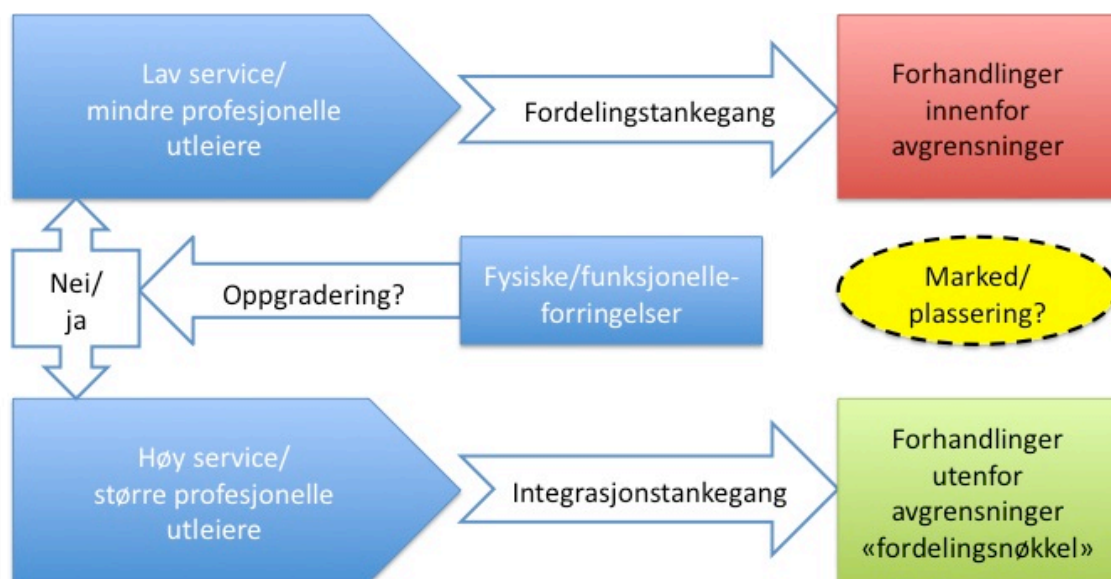 Lav service/
mindre profesjonelle
utleiere
Fordelingstankegang
Forhandlinger
innenfor
avgrensninger
Nei/
ja
Oppgradering?
Fysiske/funksjonelle-
forringelser
Marked/
plassering?
Høy service/
større profesjonelle
utleiere
Integrasjonstankegang
Forhandlinger
utenfor
avgrensninger
«fordelingsnøkkel»